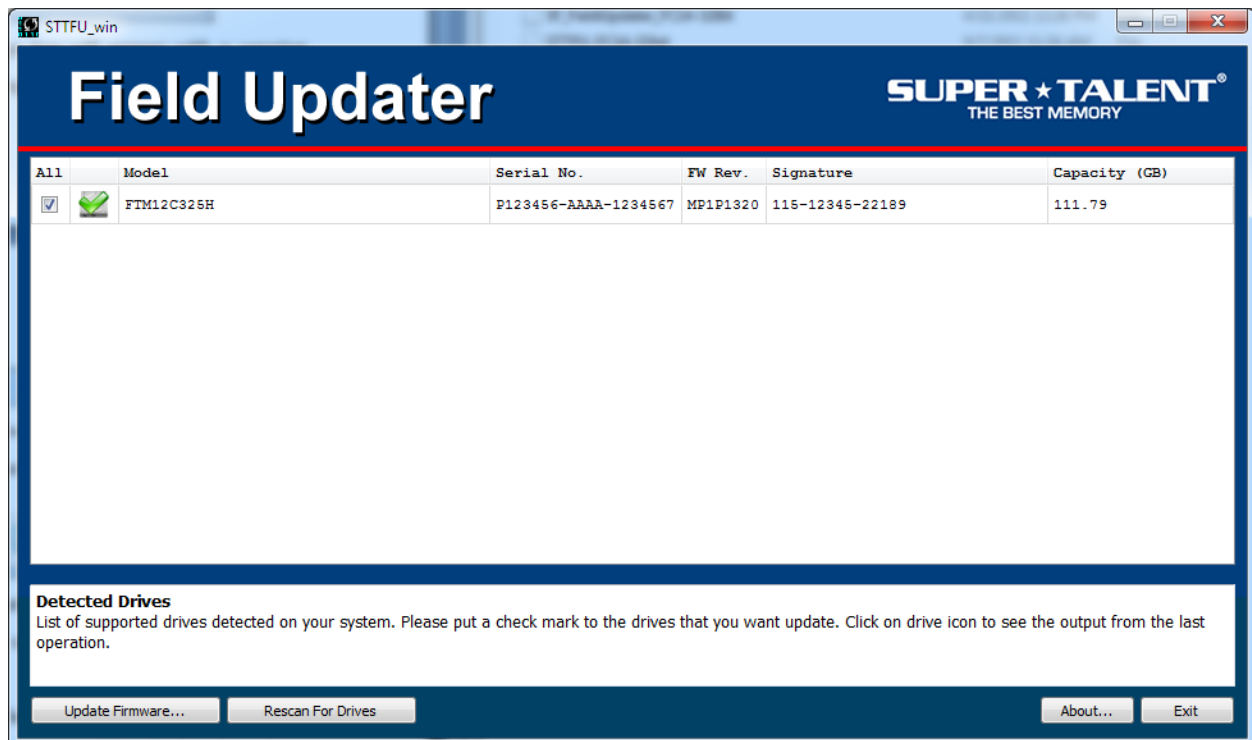 STTFU_win
Field Updater
SUPER★TALENT®
THE BEST MEMORY
All Model Serial No. FW Rev. Signature Capacity (GB)
FTM12C325H P123456-AAAA-1234567 MP1P1320 115-12345-22189 111.79
Detected Drives
List of supported drives detected on your system. Please put a check mark to the drives that you want update. Click on drive icon to see the output from the last
operation.
Update Firmware... Rescan For Drives About... Exit